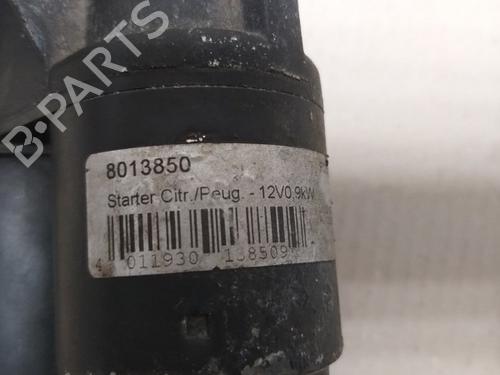 B-PARTS
8013850
Starter Citr./Peug. - 12V0,9kW
4 011930 138509